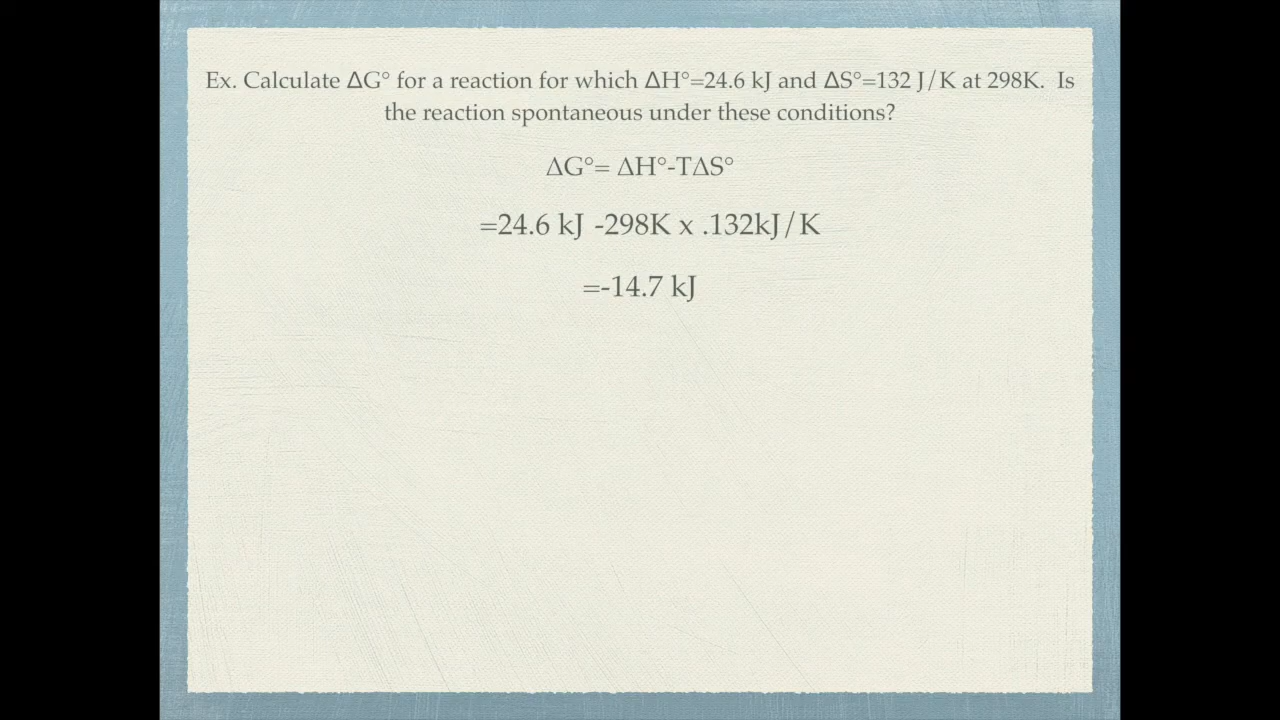 Ex. Calculate ΔG° for a reaction for which ΔH°=24.6 kJ and ΔS°=132 J/K at 298K. Is
the reaction spontaneous under these conditions?
ΔG°= ΔH°-TΔS°
=24.6 kJ -298K x .132kJ/K
=-14.7 kJ